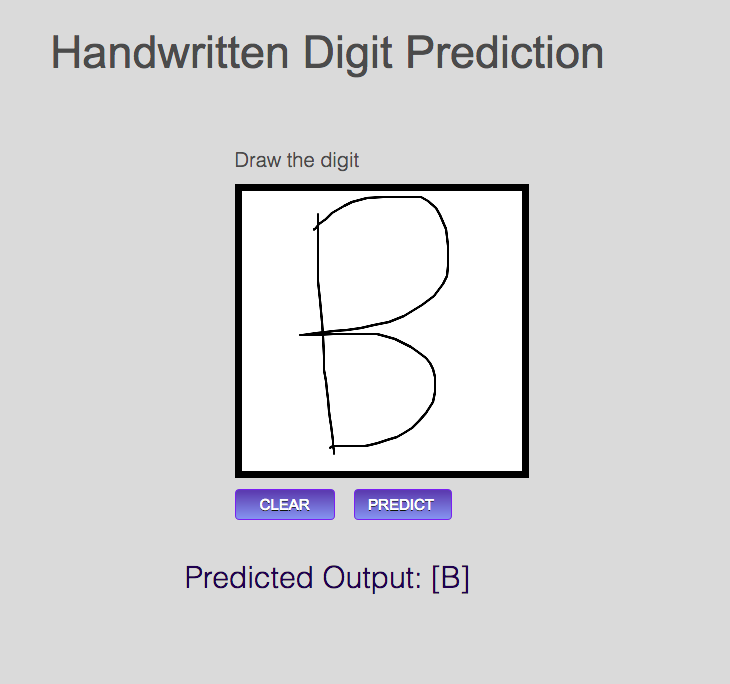 Handwritten Digit Prediction
Draw the digit
B
CLEAR PREDICT
Predicted Output: [B]